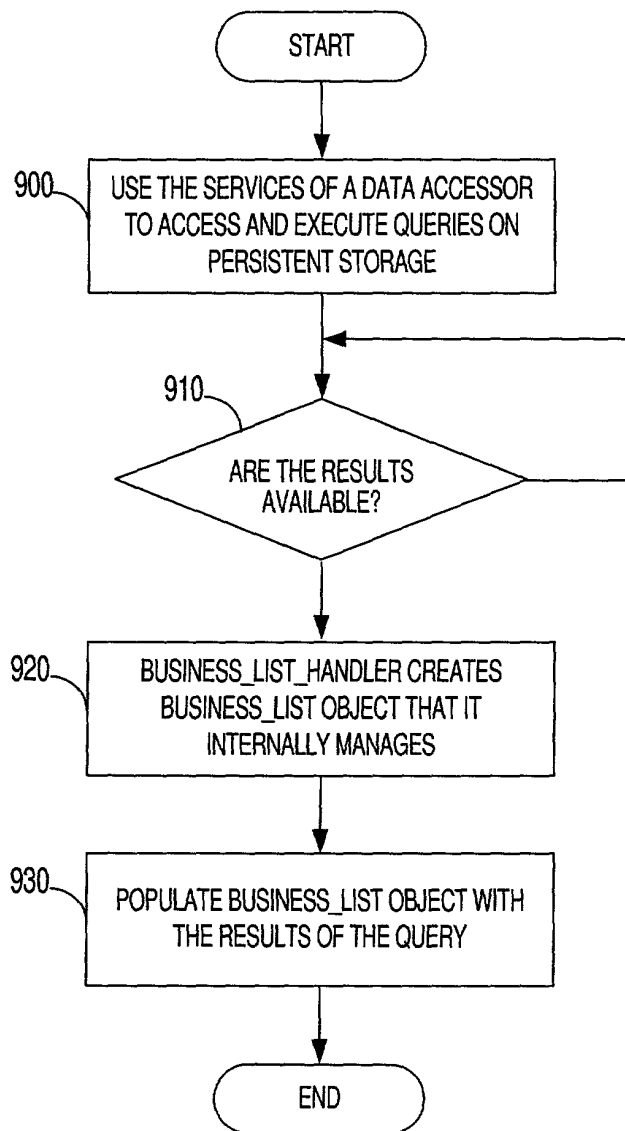 START
900
USE THE SERVICES OF A DATA ACCESSOR
TO ACCESS AND EXECUTE QUERIES ON
PERSISTENT STORAGE
910
ARE THE RESULTS
AVAILABLE?
920
BUSINESS_LIST_HANDLER CREATES
BUSINESS_LIST OBJECT THAT IT
INTERNALLY MANAGES
930
POPULATE BUSINESS_LIST OBJECT WITH
THE RESULTS OF THE QUERY
END